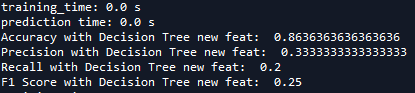 training_time: 0.0 s
prediction time: 0.0 s
Accuracy with Decision Tree new feat:  0.8636363636363636
Precision with Decision Tree new feat:  0.3333333333333333
Recall with Decision Tree new feat:  0.2
F1 Score with Decision Tree new feat:  0.25